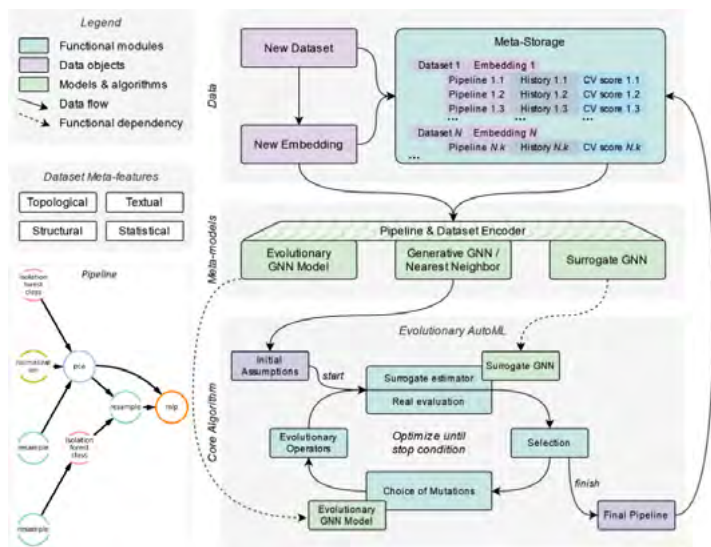 Legend
Functional modules
Data objects
Models & algorithms
Data flow
Functional dependency
Dataset Meta-features
Topological
Textual
Structural
Statistical
Pipeline
isolation
forest
class
pca
resample
mlp
resample
isolation
forest
class
resample
Data
New Dataset
New Embedding
Meta-Storage
Dataset 1 Embedding 1
Pipeline 1.1 History 1.1 CV score 1.1
Pipeline 1.2 History 1.2 CV score 1.2
Pipeline 1.3 History 1.3 CV score 1.3
... ... ...
Dataset N Embedding N
Pipeline N.k History N.k CV score N.k
...
Meta-models
Pipeline & Dataset Encoder
Evolutionary
GNN Model
Generative GNN /
Nearest Neighbor
Surrogate GNN
Core Algorithm
Evolutionary AutoML
Initial
Assumptions
start
Surrogate GNN
Surrogate estimator
Real evaluation
Evolutionary
Operators
Optimize until
stop condition
Selection
Choice of Mutations
Evolutionary
GNN Model
finish
Final Pipeline